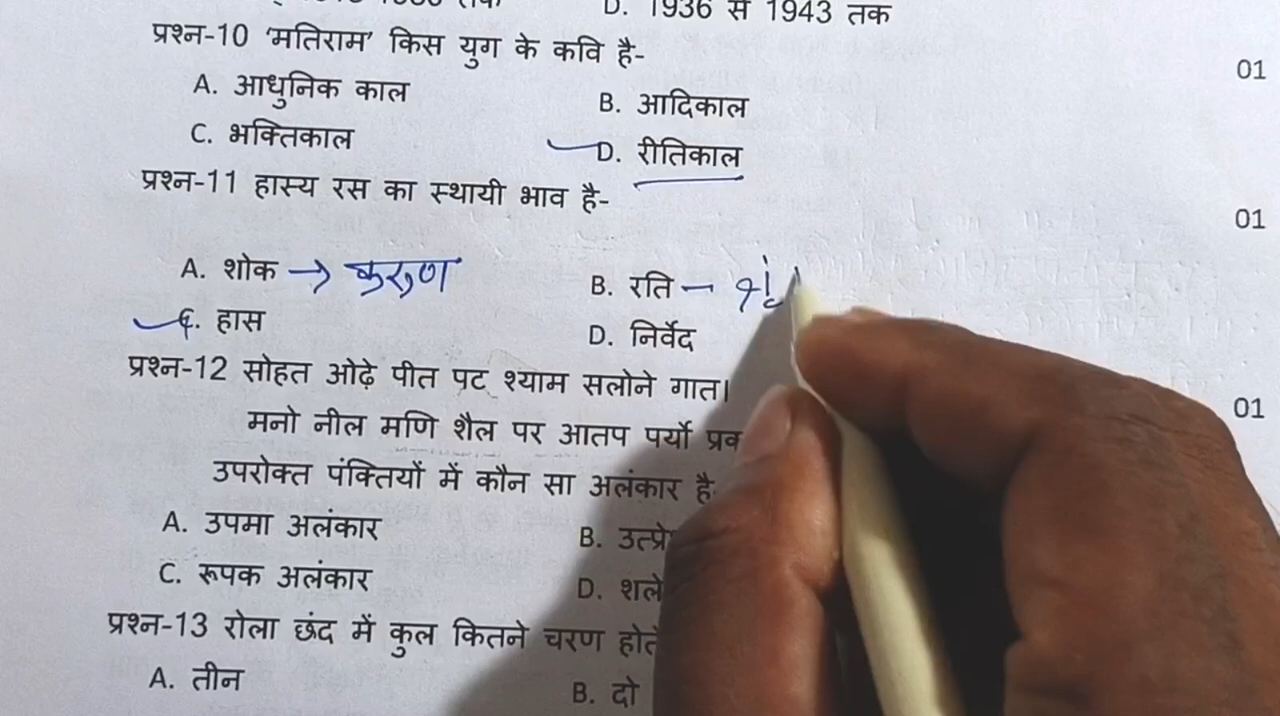 D. 1936 से 1943 तक
प्रश्न-10 ‘मतिराम’ किस युग के कवि है- 01
A. आधुनिक काल B. आदिकाल
C. भक्तिकाल D. रीतिकाल
प्रश्न-11 हास्य रस का स्थायी भाव है- 01
A. शोक → करुण B. रति –
C. हास D. निर्वेद
प्रश्न-12 सोहत ओढ़े पीत पट श्याम सलोने गात। 01
मनो नील मणि शैल पर आतप पर्यो
उपरोक्त पंक्तियों में कौन सा अलंकार है-
A. उपमा अलंकार B.
C. रूपक अलंकार D.
प्रश्न-13 रोला छंद में कुल कितने चरण
A. तीन B. दो